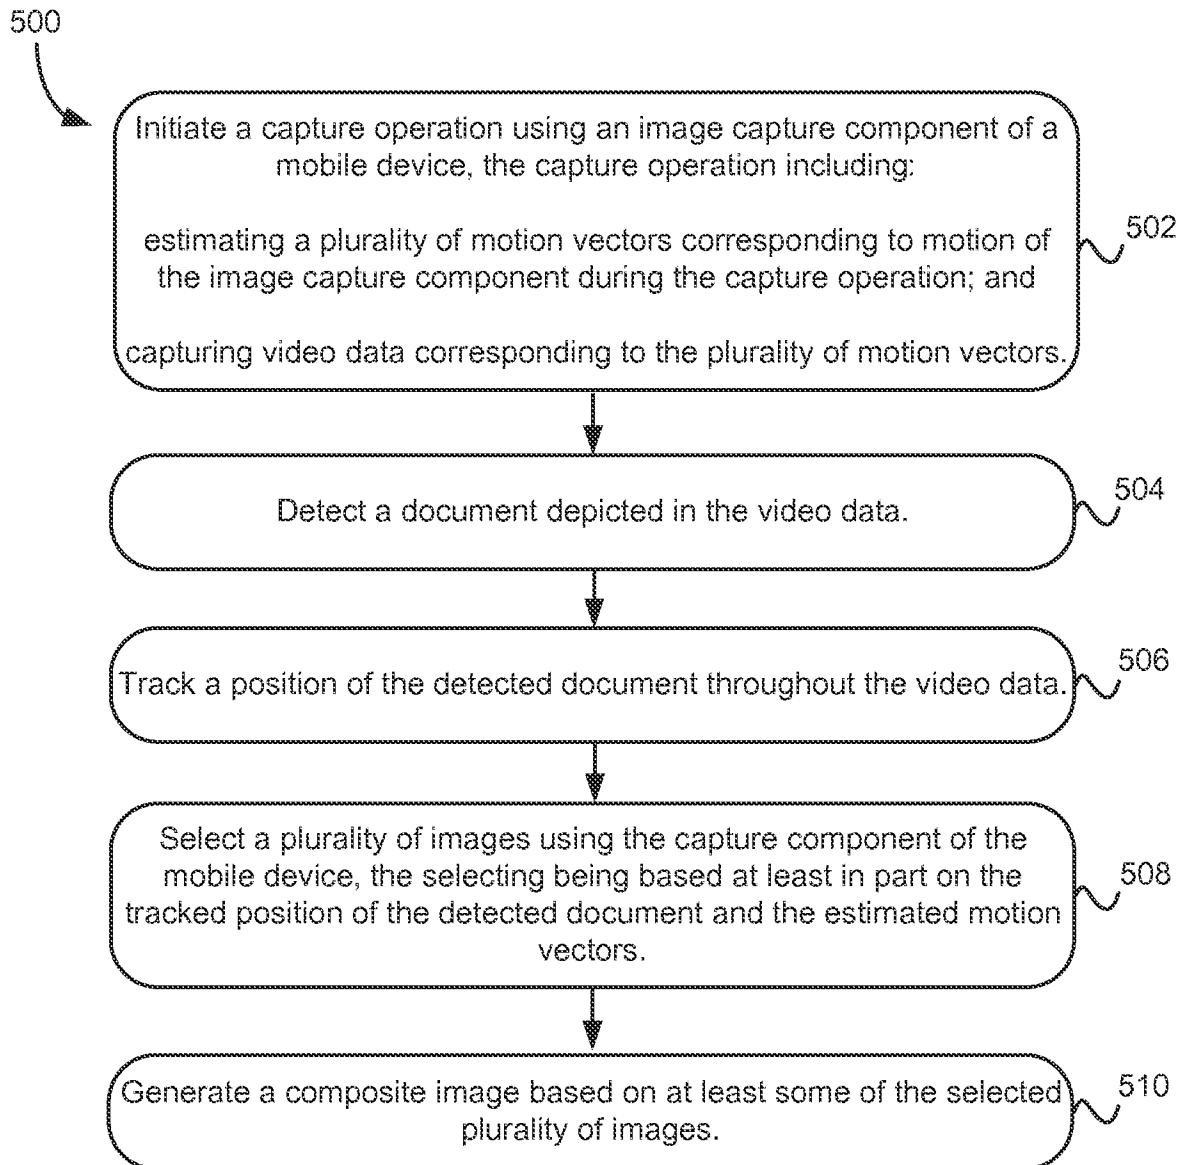 500
Initiate a capture operation using an image capture component of a
mobile device, the capture operation including:
estimating a plurality of motion vectors corresponding to motion of
the image capture component during the capture operation; and
capturing video data corresponding to the plurality of motion vectors.
502
Detect a document depicted in the video data.
504
Track a position of the detected document throughout the video data.
506
Select a plurality of images using the capture component of the
mobile device, the selecting being based at least in part on the
tracked position of the detected document and the estimated motion
vectors.
508
Generate a composite image based on at least some of the selected
plurality of images.
510